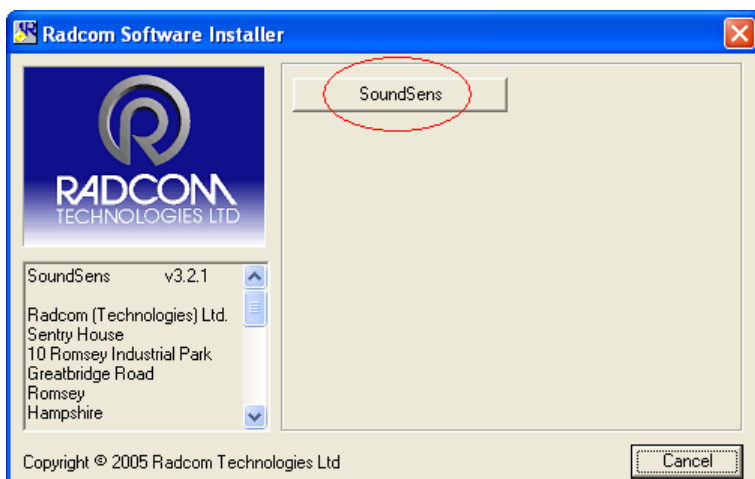 Radcom Software Installer
RADCOM
TECHNOLOGIES LTD
SoundSens
SoundSens v3.2.1
Radcom (Technologies) Ltd.
Sentry House
10 Romsey Industrial Park
Greatbridge Road
Romsey
Hampshire
Copyright © 2005 Radcom Technologies Ltd
Cancel